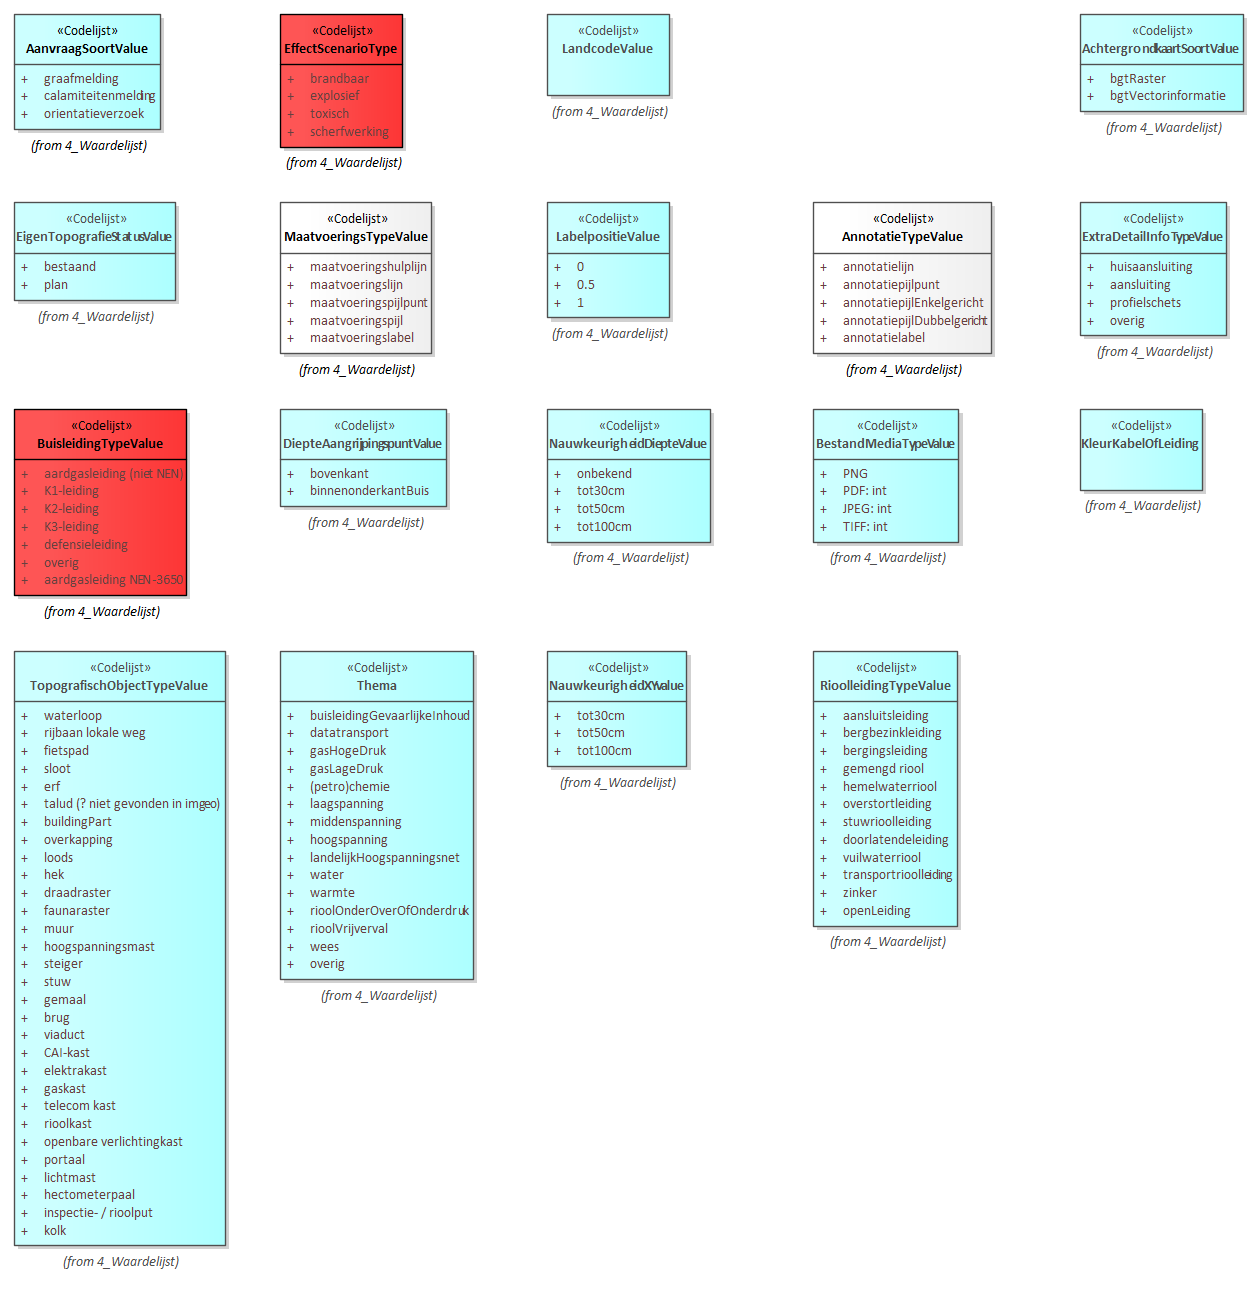 «Codelijst»
AanvraagSoortValue
+ graafmelding
+ calamiteitenmelding
+ orientatieverzoek
(from 4_Waardelijst)
«Codelijst»
EffectScenarioType
+ brandbaar
+ explosief
+ toxisch
+ scherfwerking
(from 4_Waardelijst)
«Codelijst»
LandcodeValue
(from 4_Waardelijst)
«Codelijst»
AchtergrondkaartSoortValue
+ bgtRaster
+ bgtVectorinformatie
(from 4_Waardelijst)
«Codelijst»
EigenTopografieStatusValue
+ bestaand
+ plan
(from 4_Waardelijst)
«Codelijst»
MaatvoeringsTypeValue
+ maatvoeringshulplijn
+ maatvoeringslijn
+ maatvoeringspijlpunt
+ maatvoeringspijl
+ maatvoeringslabel
(from 4_Waardelijst)
«Codelijst»
LabelpositieValue
+ 0
+ 0.5
+ 1
(from 4_Waardelijst)
«Codelijst»
AnnotatieTypeValue
+ annotatielijn
+ annotatiepijlpunt
+ annotatiepijlEnkelgericht
+ annotatiepijlDubbelgericht
+ annotatielabel
(from 4_Waardelijst)
«Codelijst»
ExtraDetailInfoTypeValue
+ huisaansluiting
+ aansluiting
+ profielschets
+ overig
(from 4_Waardelijst)
«Codelijst»
BuisleidingTypeValue
+ aardgasleiding (niet NEN)
+ K1-leiding
+ K2-leiding
+ K3-leiding
+ defensieleiding
+ overig
+ aardgasleiding NEN-3650
(from 4_Waardelijst)
«Codelijst»
DiepteAangrijpingspuntValue
+ bovenkant
+ binnenonderkantBuis
(from 4_Waardelijst)
«Codelijst»
NauwkeurigheidDiepteValue
+ onbekend
+ tot30cm
+ tot50cm
+ tot100cm
(from 4_Waardelijst)
«Codelijst»
BestandMediaTypeValue
+ PNG
+ PDF: int
+ JPEG: int
+ TIFF: int
(from 4_Waardelijst)
«Codelijst»
KleurKabelOfLeiding
(from 4_Waardelijst)
«Codelijst»
TopografischObjectTypeValue
+ waterloop
+ rijbaan lokale weg
+ fietspad
+ sloot
+ erf
+ talud (? niet gevonden in imgeo)
+ buildingPart
+ overkapping
+ loods
+ hek
+ draadraster
+ faunaraster
+ muur
+ hoogspanningsmast
+ steiger
+ stuw
+ gemaal
+ brug
+ viaduct
+ CAI-kast
+ elektrakast
+ gaskast
+ telecom kast
+ rioolkast
+ openbare verlichtingkast
+ portaal
+ lichtmast
+ hectometerpaal
+ inspectie- / rioolput
+ kolk
(from 4_Waardelijst)
«Codelijst»
Thema
+ buisleidingGevaarlijkeInhoud
+ datatransport
+ gasHogeDruk
+ gasLageDruk
+ (petro)chemie
+ laagspanning
+ middenspanning
+ hoogspanning
+ landelijkHoogspanningsnet
+ water
+ warmte
+ rioolOnderOverOfOnderdruk
+ rioolVrijverval
+ wees
+ overig
(from 4_Waardelijst)
«Codelijst»
NauwkeurigheidXYvalue
+ tot30cm
+ tot50cm
+ tot100cm
(from 4_Waardelijst)
«Codelijst»
RioolleidingTypeValue
+ aansluitsleiding
+ bergbezinkleiding
+ bergingsleiding
+ gemengd riool
+ hemelwaterriool
+ overstortleiding
+ stuwrioolleiding
+ doorlatendeleiding
+ vuilwaterriool
+ transportrioolleiding
+ zinker
+ openLeiding
(from 4_Waardelijst)